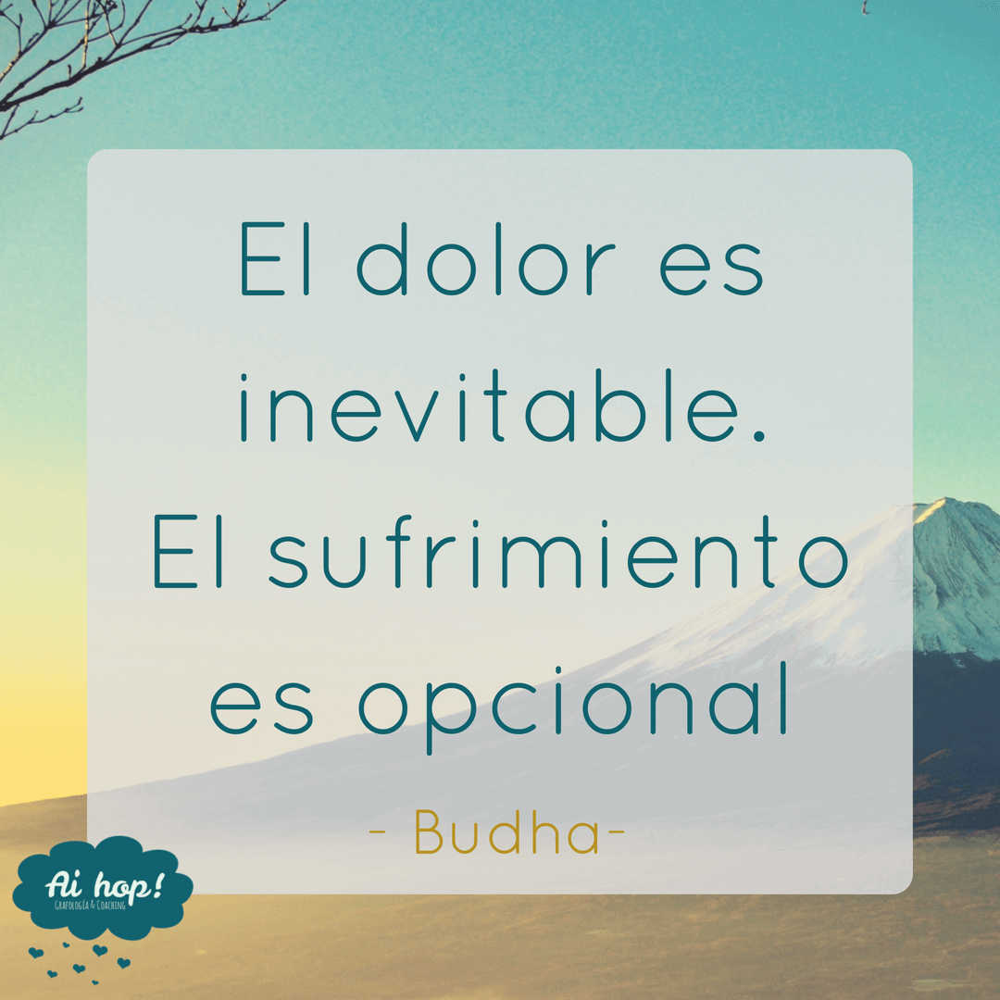 El dolor es
inevitable.
El sufrimiento
es opcional
- Budha-
Ai hop!
Grafología & Coaching